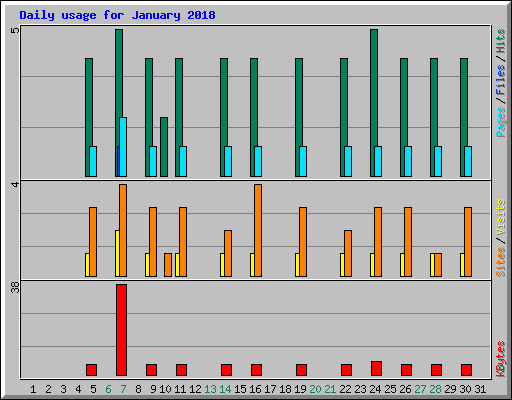 Daily usage for January 2018
5
Pages / Files / Hits
4
Sites / Visits
38
KBytes
1 2 3 4 5 6 7 8 9 10 11 12 13 14 15 16 17 18 19 20 21 22 23 24 25 26 27 28 29 30 31